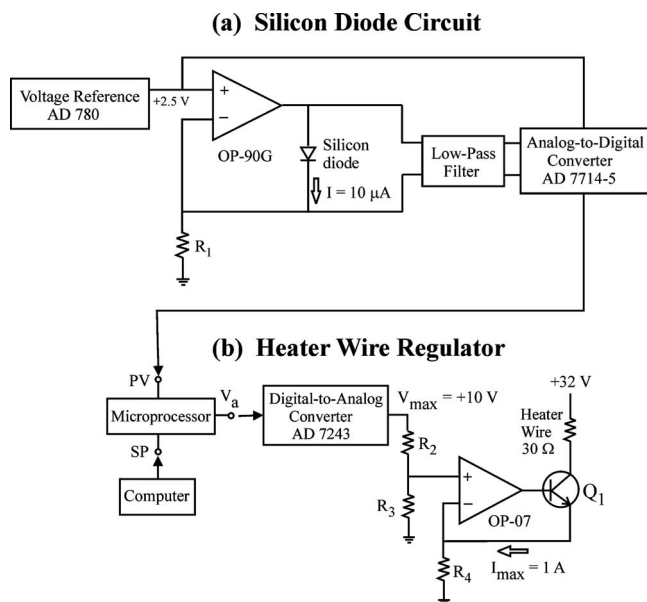 (a) Silicon Diode Circuit
Voltage Reference
AD 780
+2.5 V
+
−
OP-90G
Silicon
diode
I = 10 μA
Low-Pass
Filter
Analog-to-Digital
Converter
AD 7714-5
R1
(b) Heater Wire Regulator
PV
Microprocessor
Va
SP
Computer
Digital-to-Analog
Converter
AD 7243
Vmax = +10 V
R2
R3
+
−
OP-07
+32 V
Heater
Wire
30 Ω
Q1
R4
Imax = 1 A